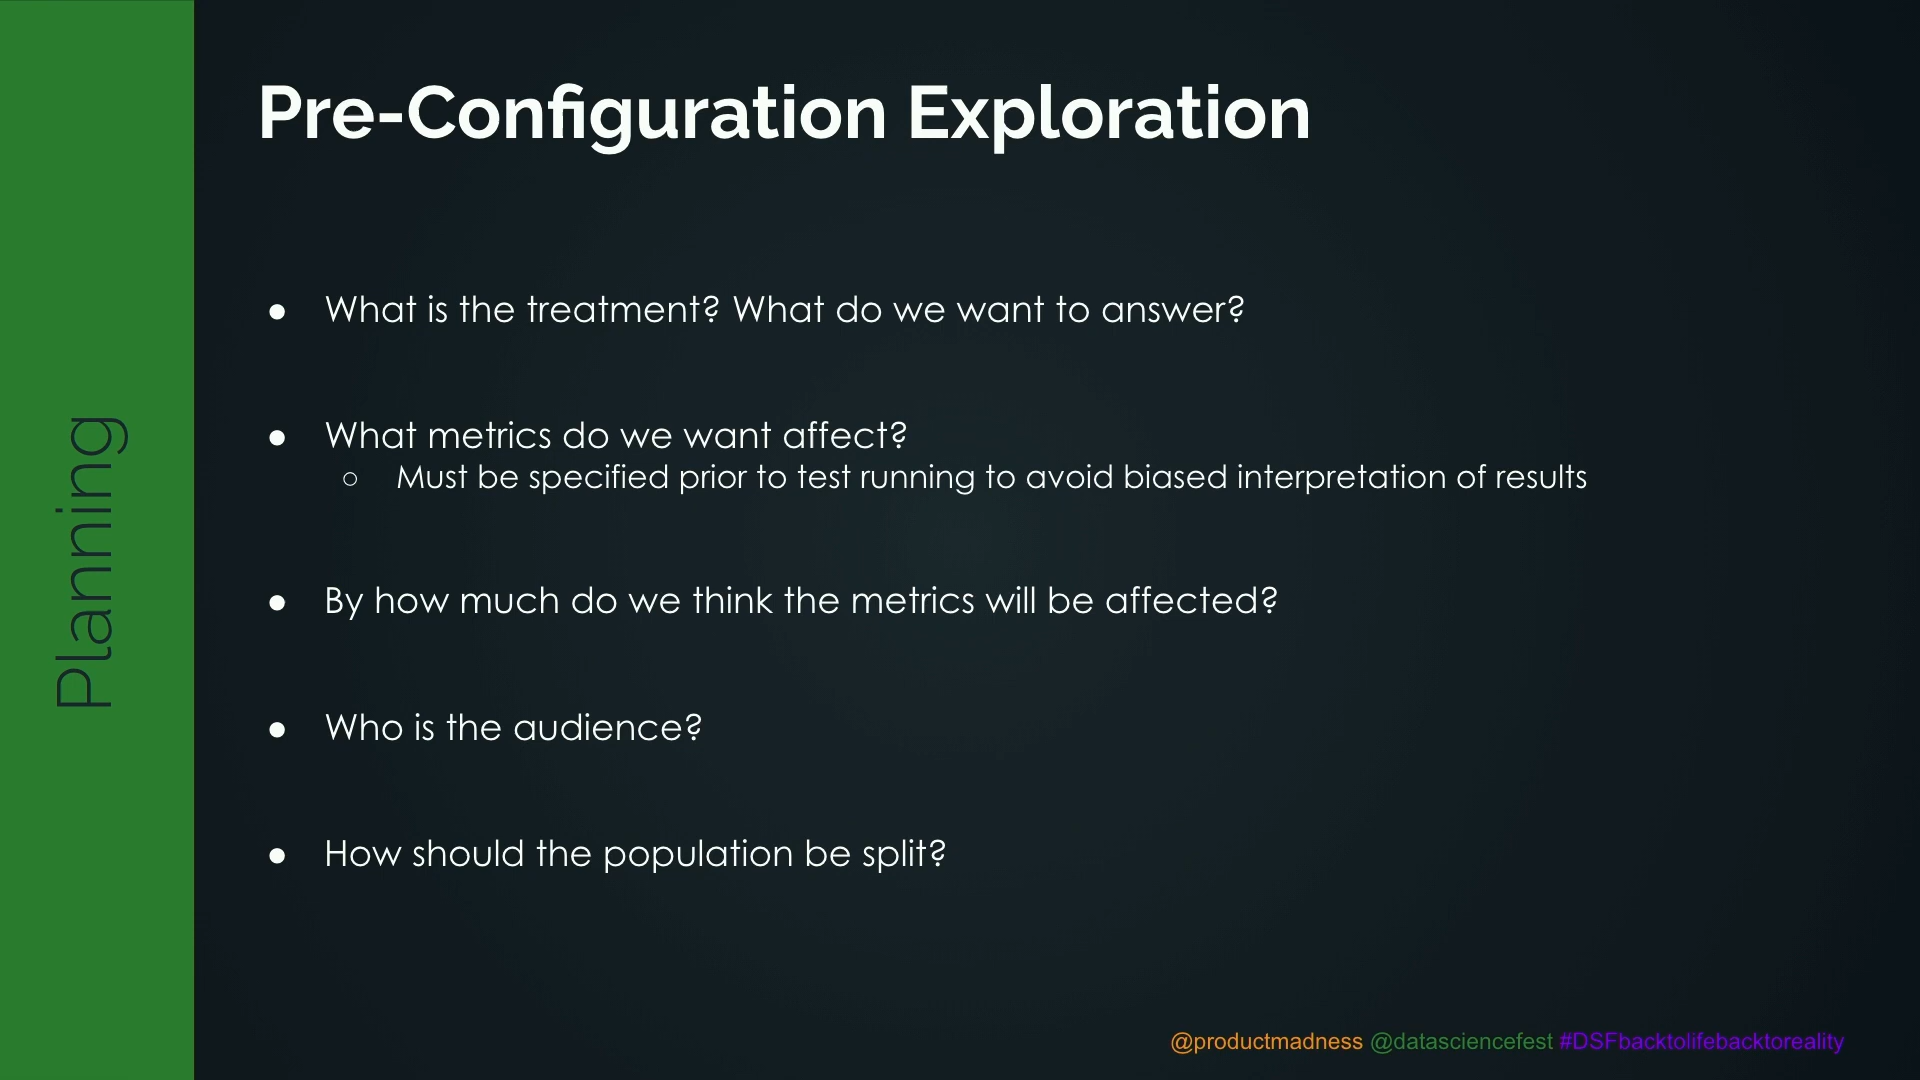 Planning
Pre-Configuration Exploration
● What is the treatment? What do we want to answer?
● What metrics do we want affect?
○ Must be specified prior to test running to avoid biased interpretation of results
● By how much do we think the metrics will be affected?
● Who is the audience?
● How should the population be split?
@productmadness @datasciencefest #DSFbacktolifebacktoreality